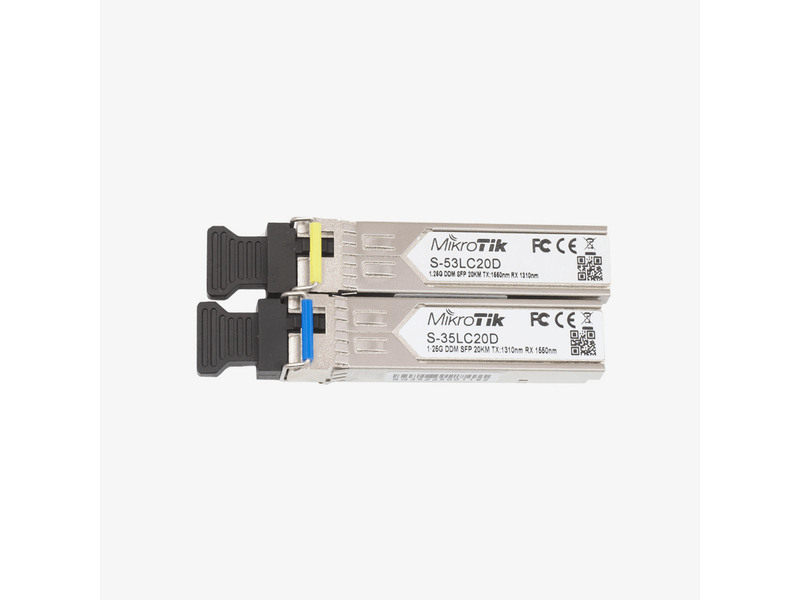 MikroTik FC CE
S-53LC20D
1.25G DDM SFP 20KM TX:1550nm RX 1310nm
MikroTik FC CE
S-35LC20D
1.25G DDM SFP 20KM TX:1310nm RX 1550nm